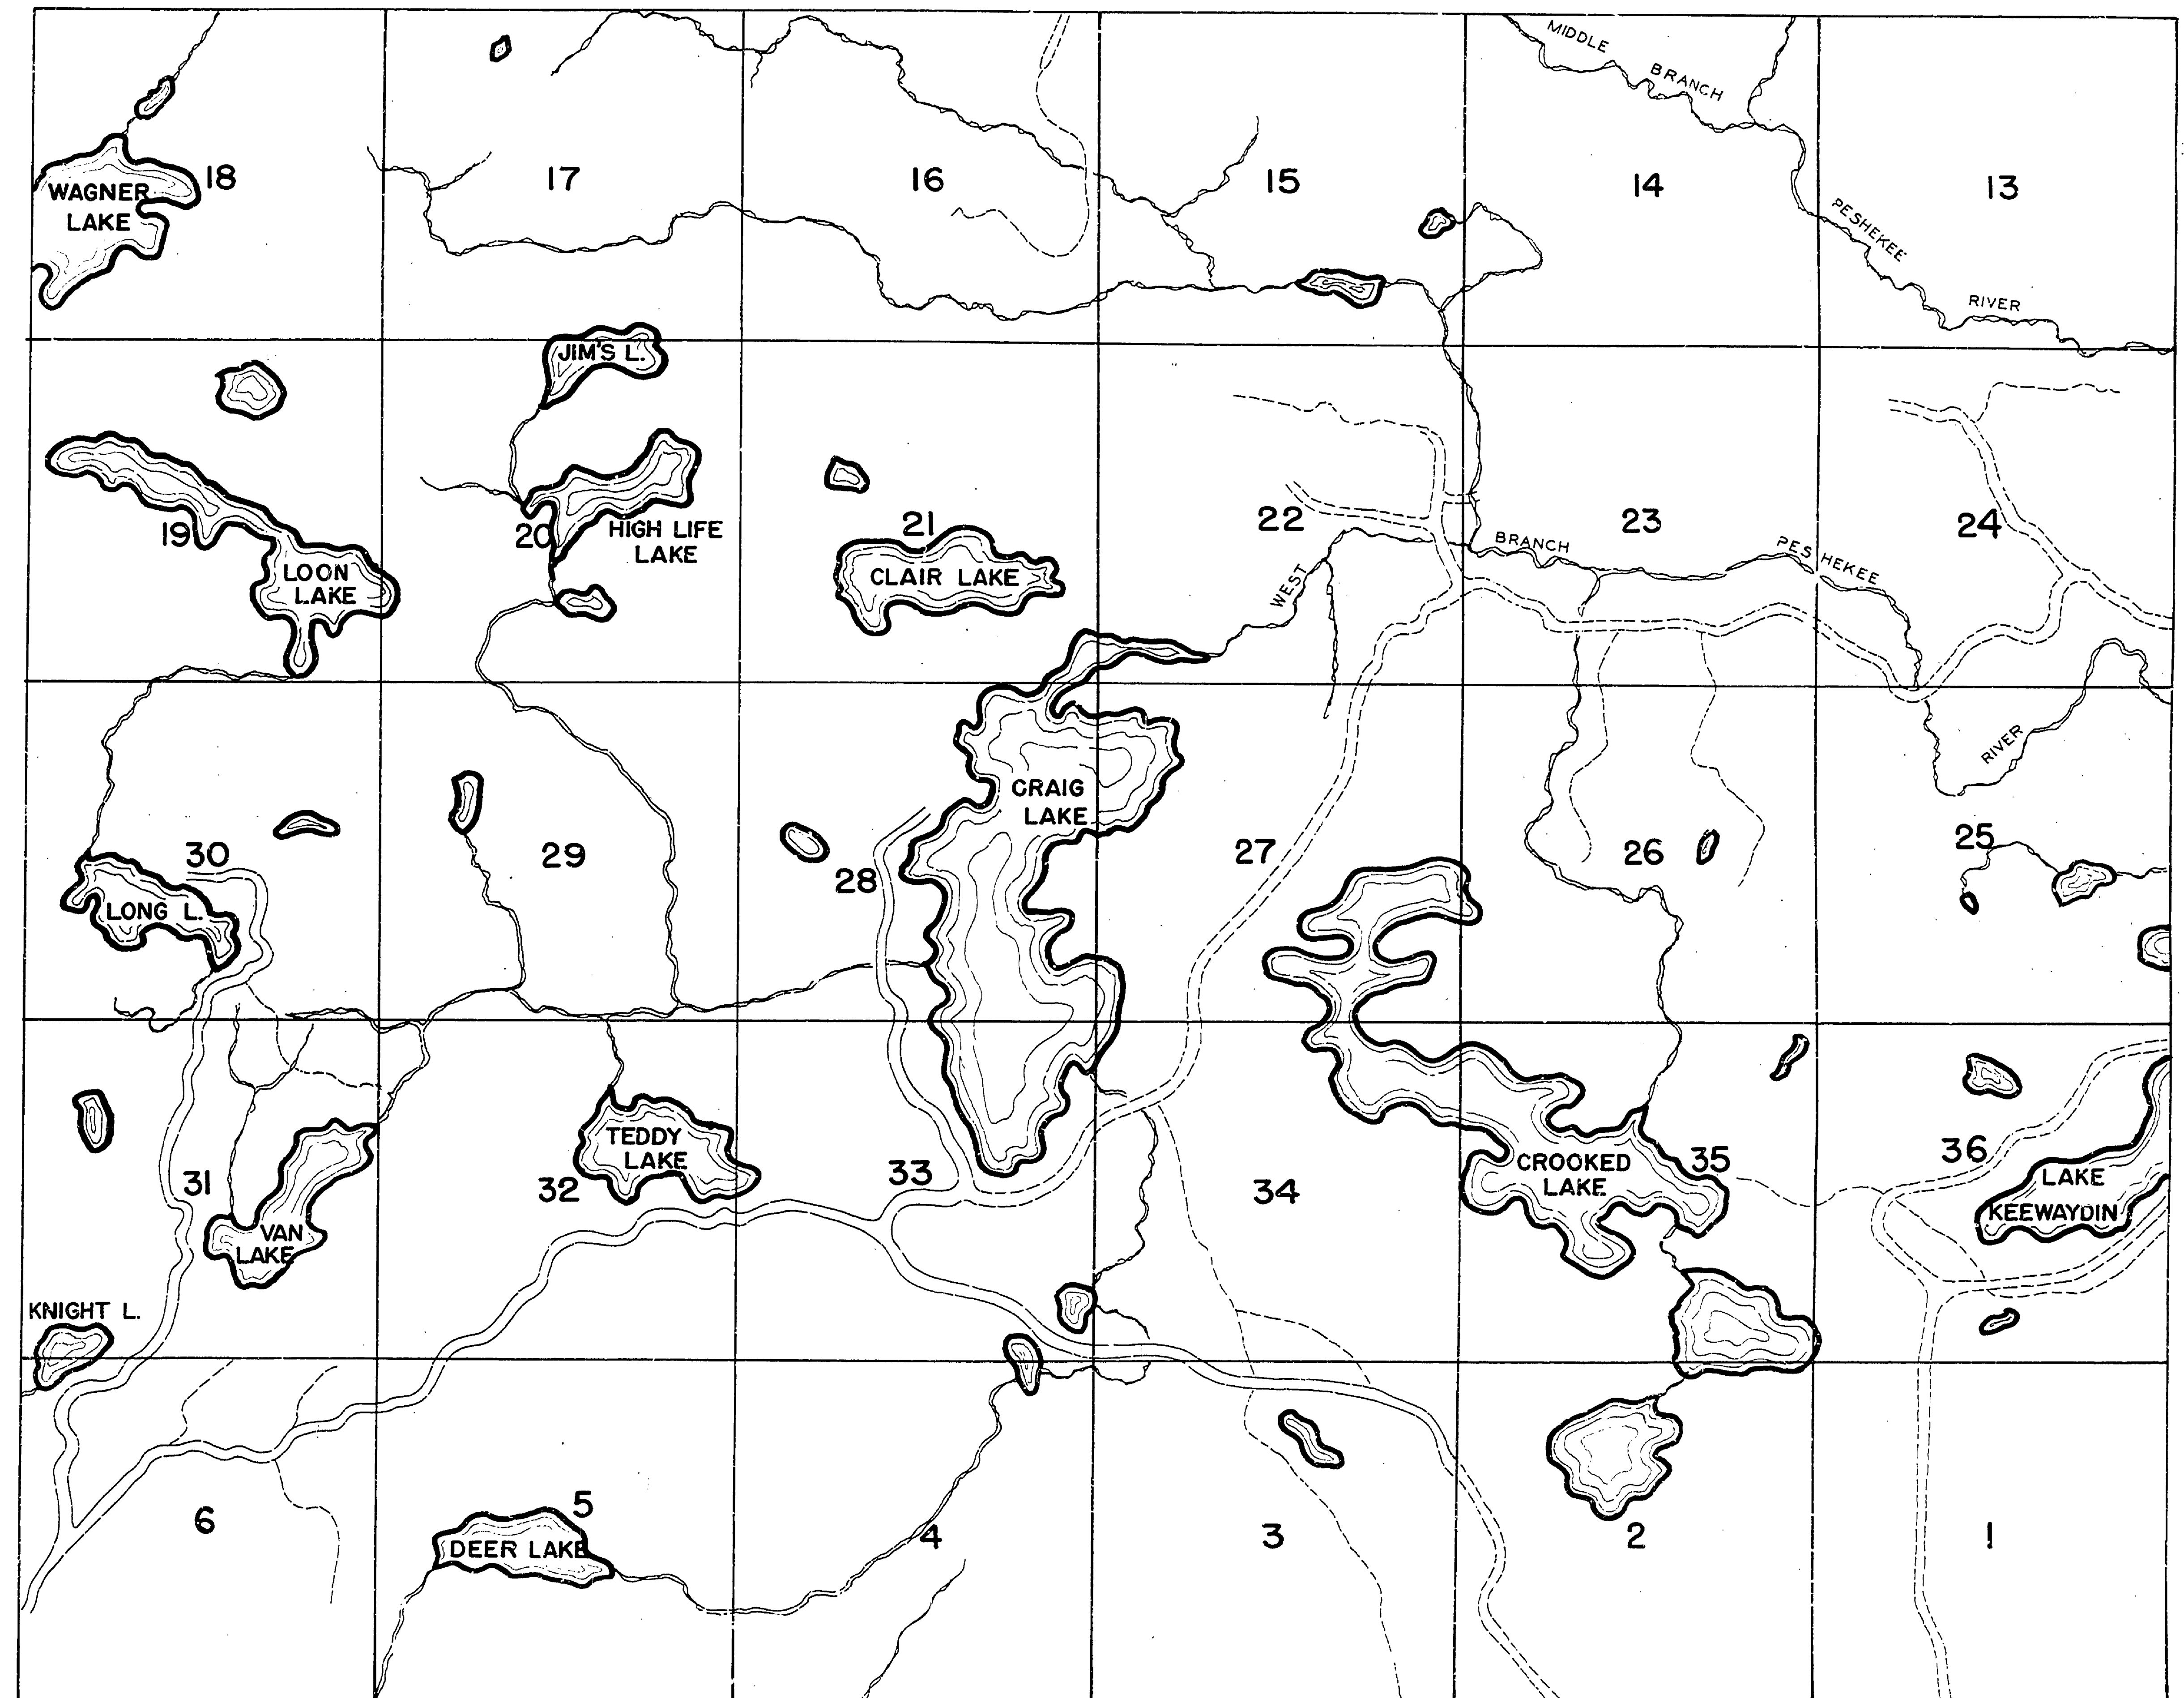 MIDDLE
BRANCH
18
17
16
15
14
13
WAGNER
LAKE
PESHEKEE
RIVER
JIM'S L.
19
20
HIGH LIFE
LAKE
21
22
23
24
LOON
LAKE
CLAIR LAKE
WEST
BRANCH
PESHEKEE
RIVER
CRAIG
LAKE
30
29
28
27
26
25
LONG L.
31
32
TEDDY
LAKE
33
34
CROOKED
LAKE
35
36
LAKE
KEEWAYDIN
VAN
LAKE
KNIGHT L.
6
5
DEER LAKE
4
3
2
1